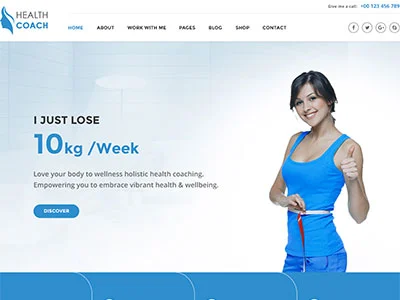 Give me a call: +00 123 456 789
HEALTH
COACH
HOME ABOUT WORK WITH ME PAGES BLOG SHOP CONTACT
I JUST LOSE
10kg /Week
Love your body to wellness holistic health coaching.
Empowering you to embrace vibrant health & wellbeing.
DISCOVER